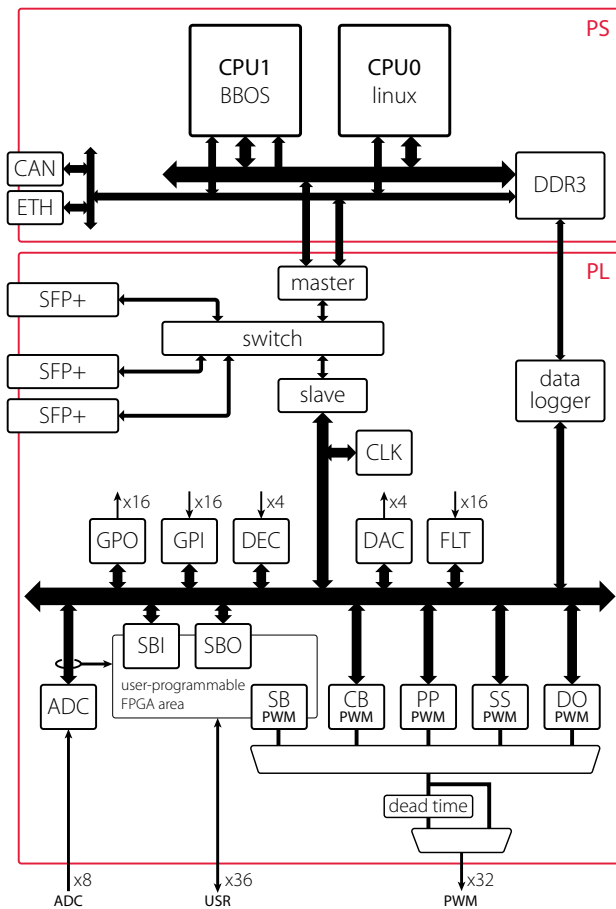 PS
CPU1
BBOS
CPU0
linux
CAN
ETH
DDR3
PL
master
SFP+
switch
SFP+
slave
SFP+
data
logger
CLK
x16
x16
x4
x4
x16
GPO
GPI
DEC
DAC
FLT
SBI
SBO
user-programmable
FPGA area
ADC
SB
PWM
CB
PWM
PP
PWM
SS
PWM
DO
PWM
dead time
x8
x36
x32
ADC
USR
PWM